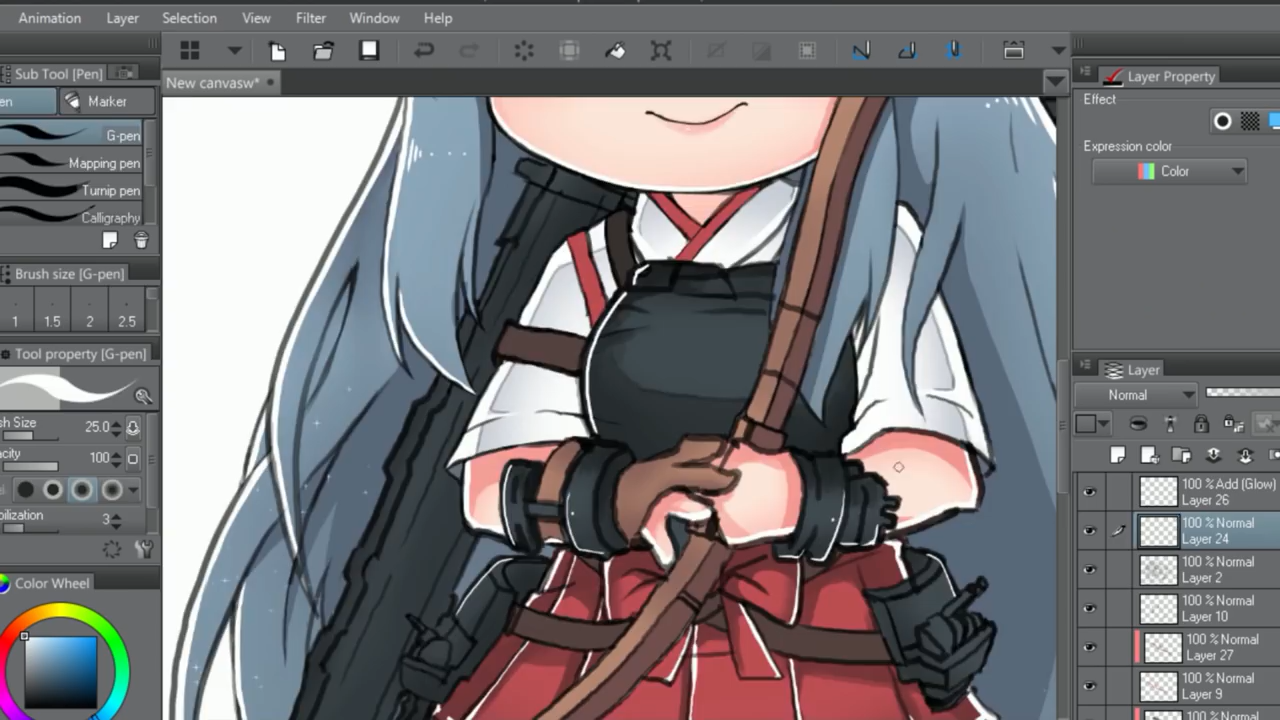 Animation Layer Selection View Filter Window Help
Sub Tool [Pen]
New canvasw*
Layer Property
Marker
Effect
G-pen
Expression color
Mapping pen
Color
Turnip pen
Calligraphy
Brush size [G-pen]
1 1.5 2 2.5
Tool property [G-pen]
Layer
Normal
25.0
100
3
100 % Add (Glow)
Layer 26
100 % Normal
Layer 24
100 % Normal
Layer 2
Color Wheel
100 % Normal
Layer 10
100 % Normal
Layer 27
100 % Normal
Layer 9
100 % Normal